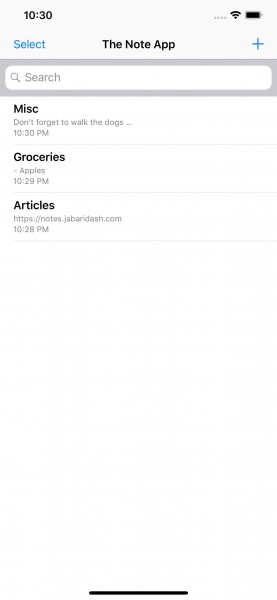 10:30
Select The Note App +
Search
Misc
Don't forget to walk the dogs ...
10:30 PM
Groceries
- Apples
10:29 PM
Articles
https://notes.jabaridash.com
10:28 PM